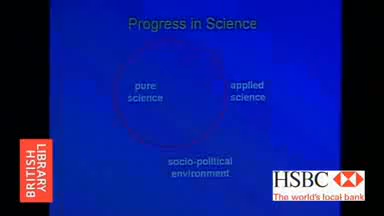 Progress in Science
pure
science
applied
science
socio-political
environment
BRITISH
LIBRARY
HSBC
The world's local bank